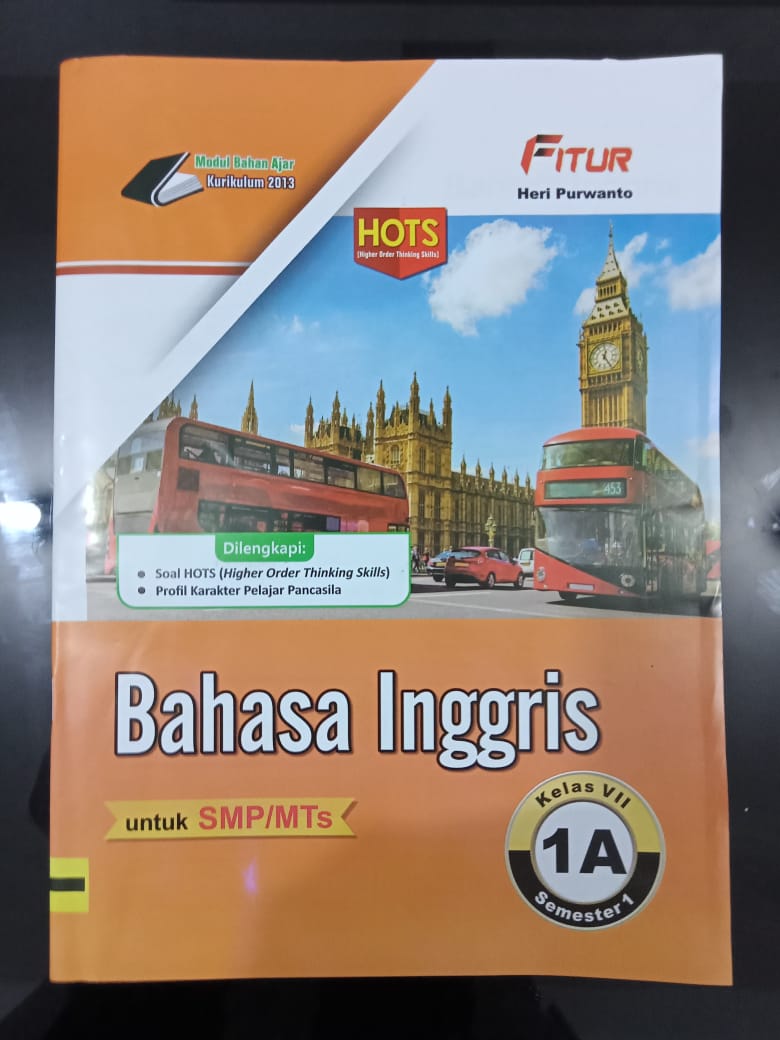 Modul Bahan Ajar
Kurikulum 2013
FITUR
Heri Purwanto
HOTS
[Higher Order Thinking Skills]
453
Dilengkapi:
• Soal HOTS (Higher Order Thinking Skills)
• Profil Karakter Pelajar Pancasila
Bahasa Inggris
untuk SMP/MTs
Kelas VII
1A
Semester 1